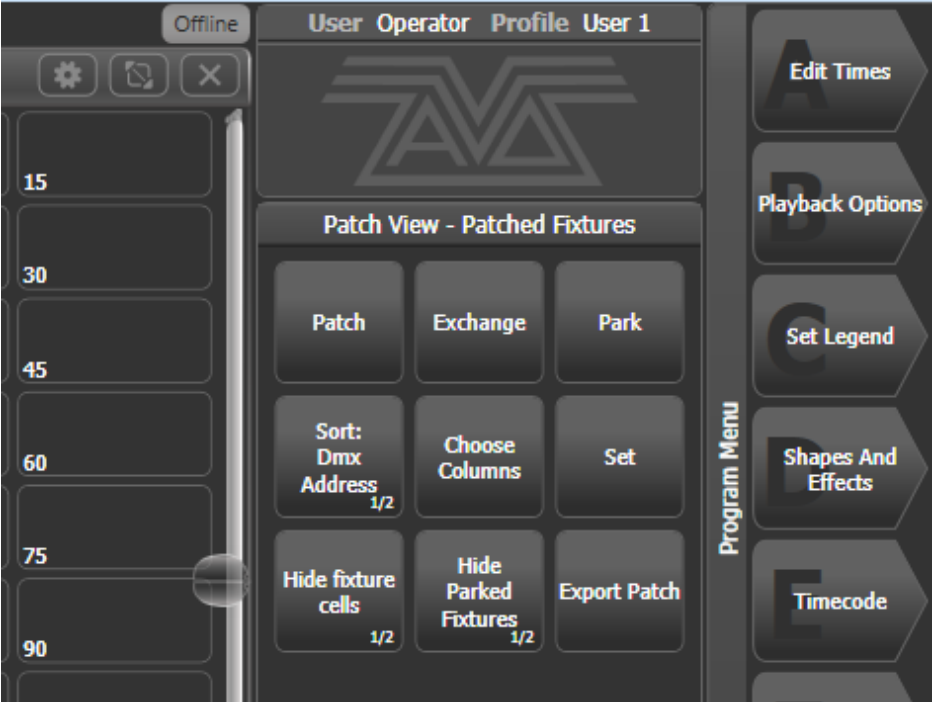 Offline
User Operator Profile User 1
15
30
45
60
75
90
AVO
Patch View - Patched Fixtures
Patch
Exchange
Park
Sort:
Dmx
Address
1/2
Choose
Columns
Set
Hide fixture
cells
1/2
Hide
Parked
Fixtures
1/2
Export Patch
Program Menu
A
Edit Times
B
Playback Options
C
Set Legend
D
Shapes And
Effects
E
Timecode